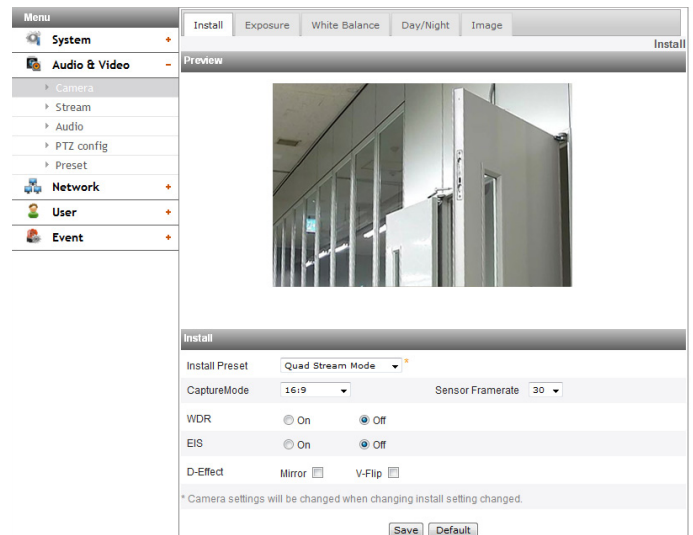 Menu
System +
Audio & Video -
Camera
Stream
Audio
PTZ config
Preset
Network +
User +
Event +
Install Exposure White Balance Day/Night Image
Install
Preview
Install
Install Preset Quad Stream Mode *
CaptureMode 16:9 Sensor Framerate 30
WDR On Off
EIS On Off
D-Effect Mirror V-Flip
* Camera settings will be changed when changing install setting changed.
Save Default